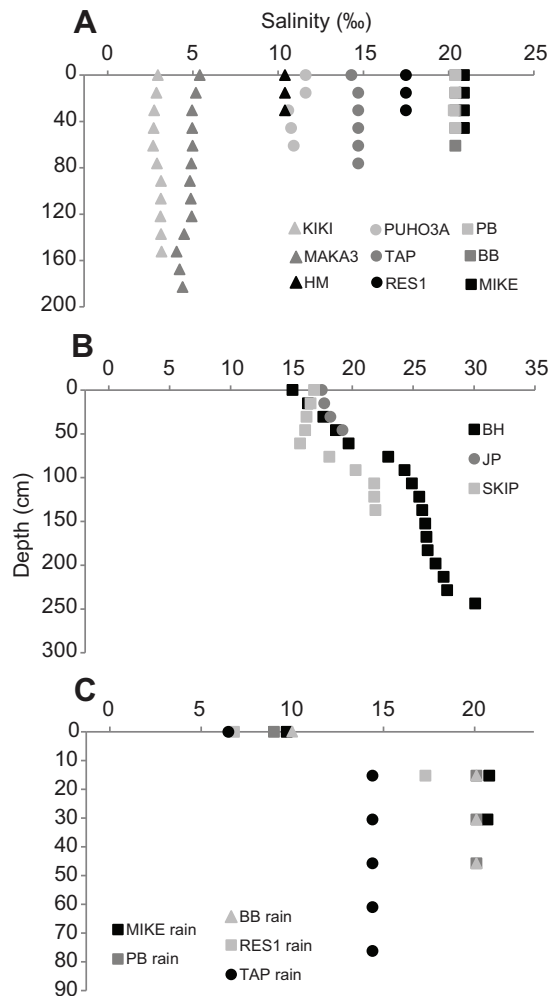 A
Salinity (‰)
0 5 10 15 20 25
0
40
80
120
160
200
KIKI PUHO3A PB
MAKA3 TAP BB
HM RES1 MIKE
B
0 5 10 15 20 25 30 35
0
50
100
150
200
250
300
Depth (cm)
BH
JP
SKIP
C
0 5 10 15 20
0
10
20
30
40
50
60
70
80
90
MIKE rain
PB rain
BB rain
RES1 rain
TAP rain